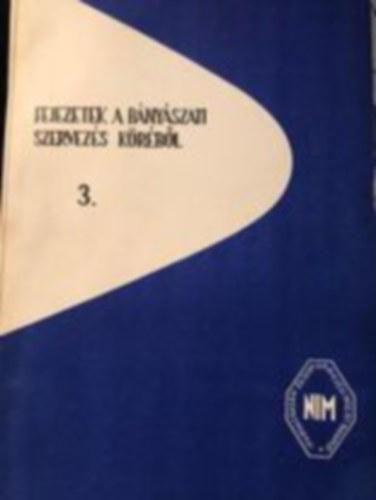 FEJEZETEK A BÁNYÁSZATI
SZERVEZÉS KÖRÉBŐL
3.
NIM